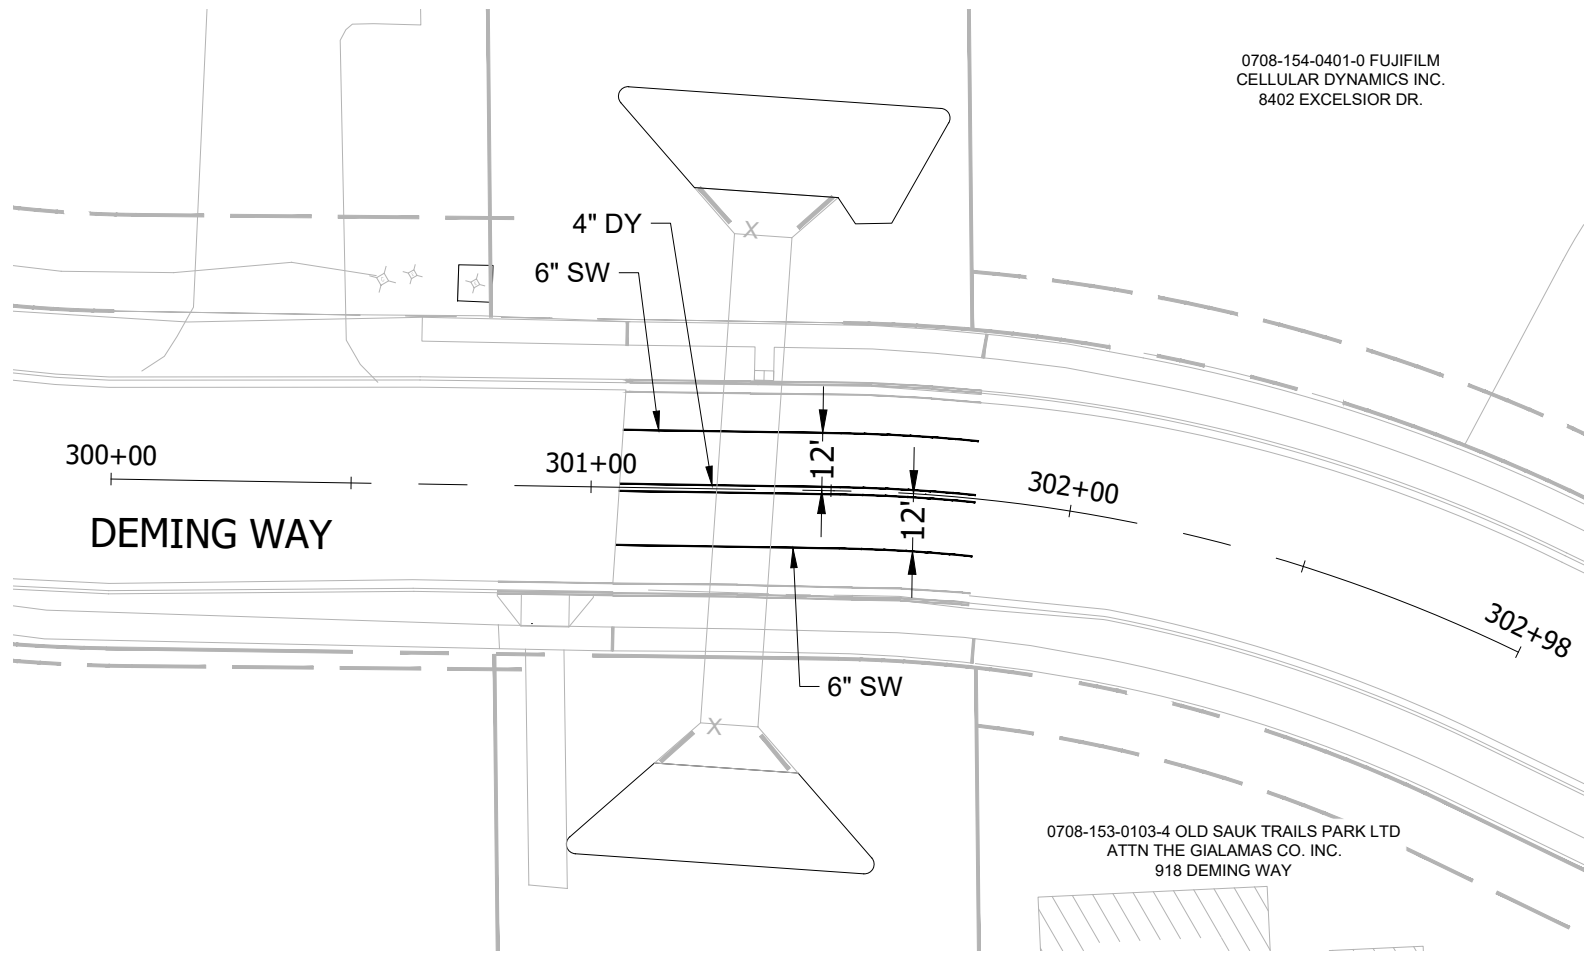 0708-154-0401-0 FUJIFILM
CELLULAR DYNAMICS INC.
8402 EXCELSIOR DR.
X
4" DY
6" SW
12'
300+00
301+00
302+00
12'
DEMING WAY
302+98
6" SW
X
0708-153-0103-4 OLD SAUK TRAILS PARK LTD
ATTN THE GIALAMAS CO. INC.
918 DEMING WAY